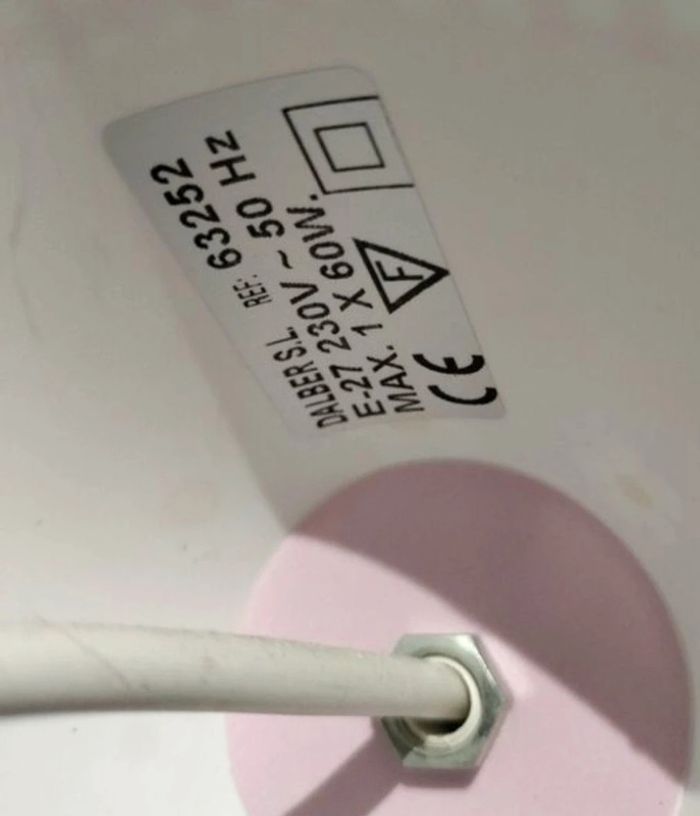 DALBER S.L. REF: 63252
E-27 230V ~ 50 Hz
MAX. 1 X 60W.
CE F